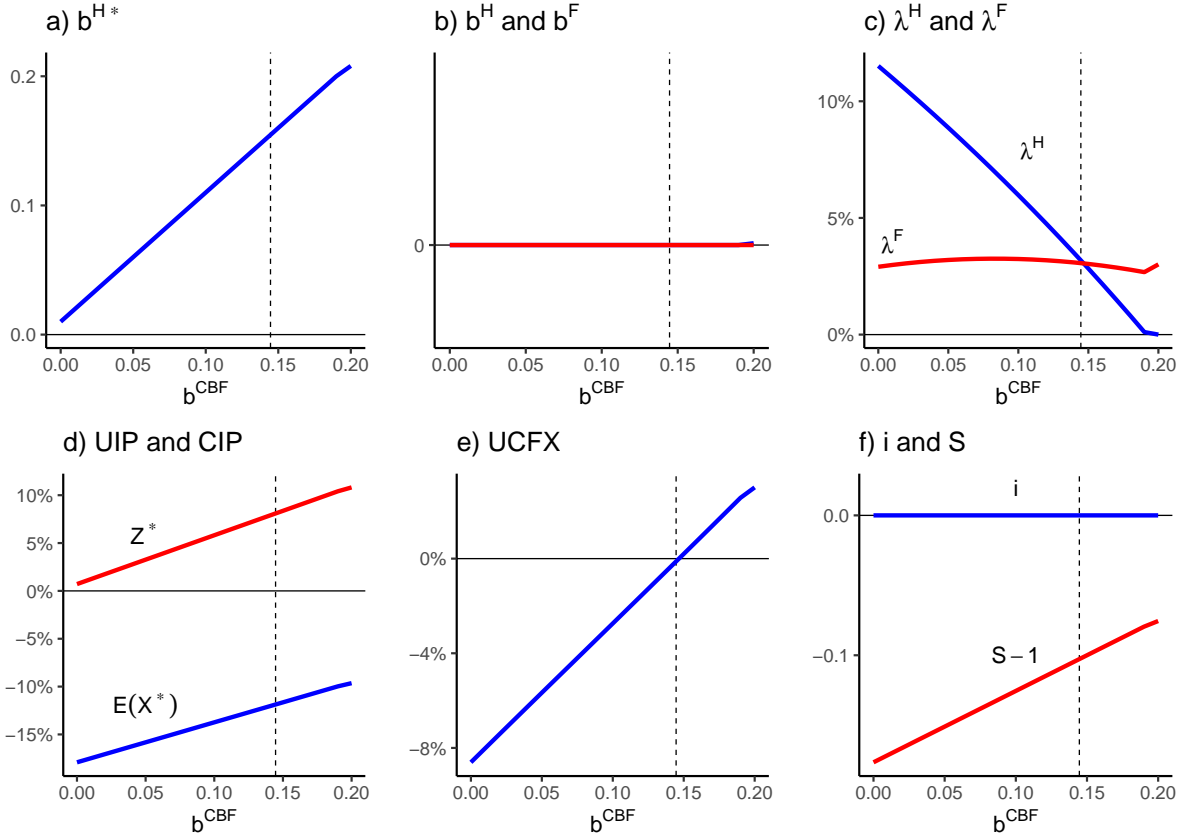 a) b^{H *}
0.2
0.1
0.0
0.00 0.05 0.10 0.15 0.20
b^{CBF}
b) b^H and b^F
0
0.00 0.05 0.10 0.15 0.20
b^{CBF}
c) λ^H and λ^F
10%
5%
0%
λ^H
λ^F
0.00 0.05 0.10 0.15 0.20
b^{CBF}
d) UIP and CIP
10%
5%
0%
−5%
−10%
−15%
Z^*
E(X^*)
0.00 0.05 0.10 0.15 0.20
b^{CBF}
e) UCFX
0%
−4%
−8%
0.00 0.05 0.10 0.15 0.20
b^{CBF}
f) i and S
0.0
−0.1
i
S−1
0.00 0.05 0.10 0.15 0.20
b^{CBF}